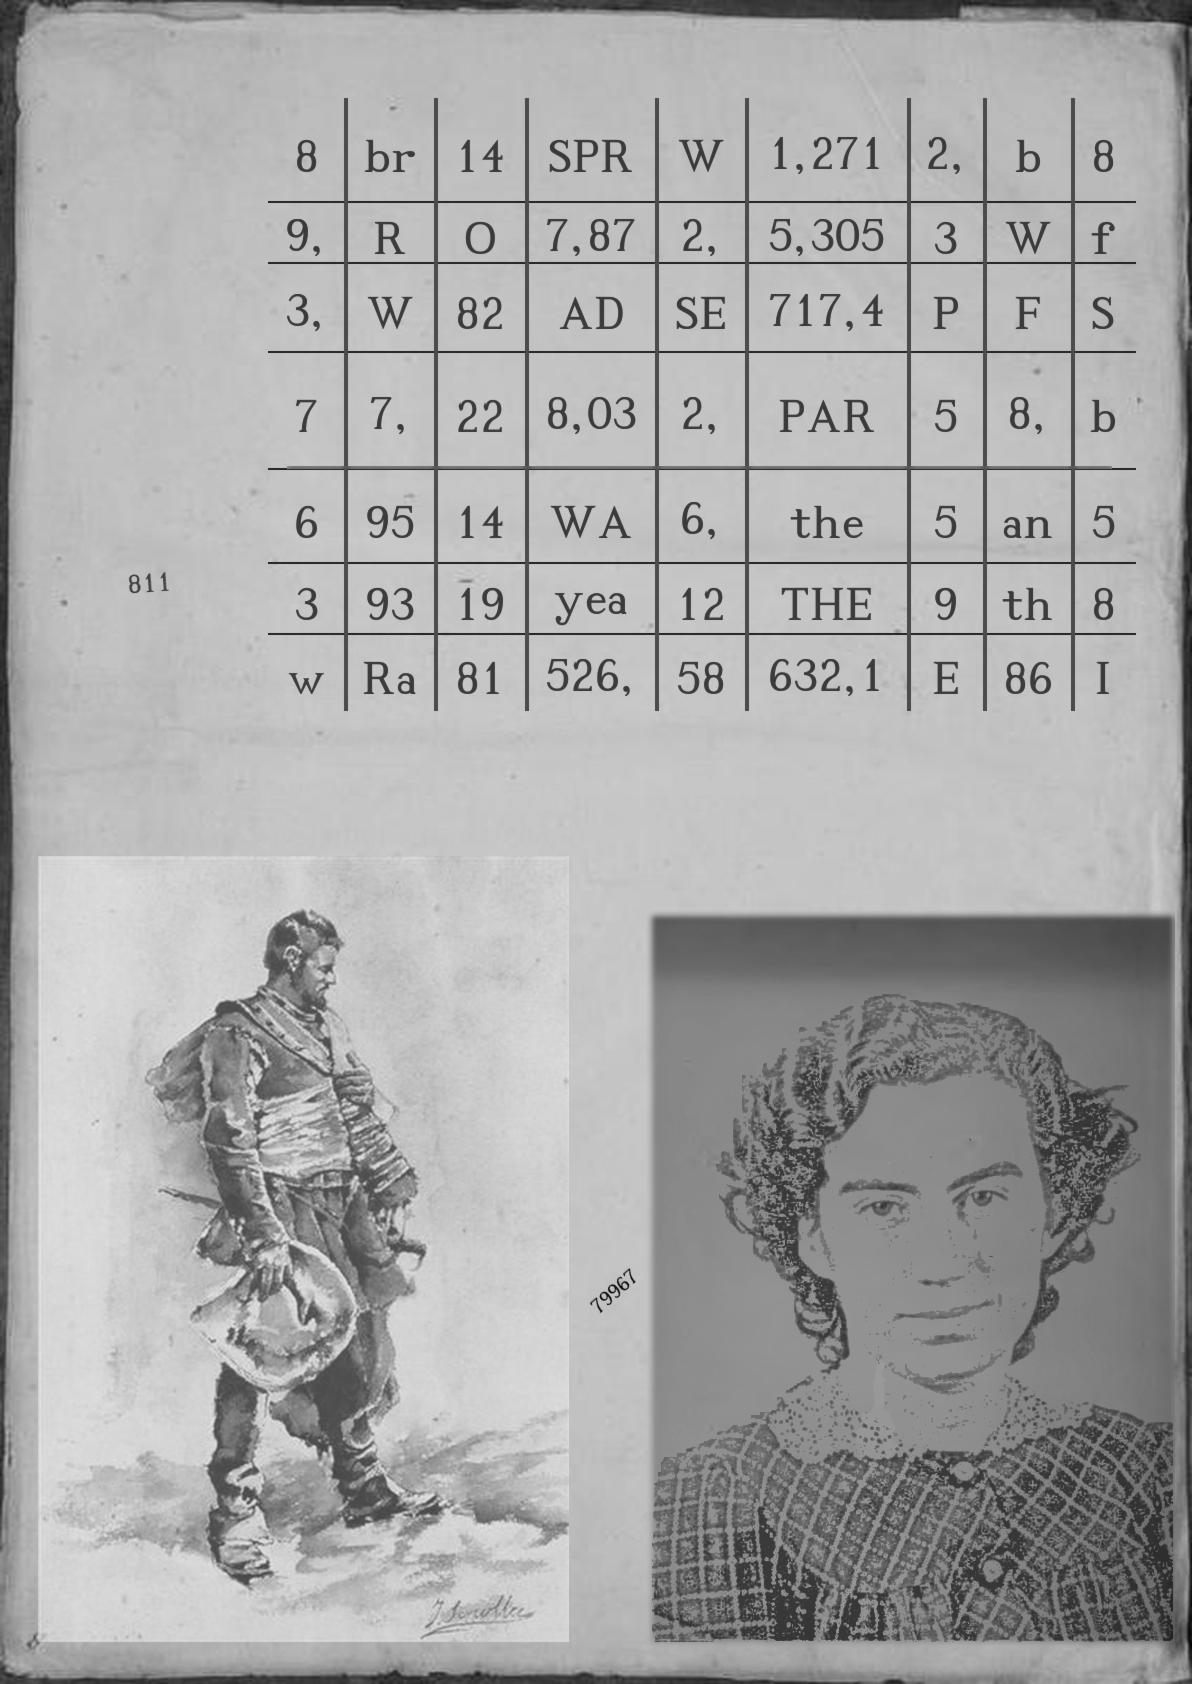 8 br 14 SPR W 1,271 2, b 8
9, R O 7,87 2, 5,305 3 W f
3, W 82 AD SE 717,4 P F S
7 7, 22 8,03 2, PAR 5 8, b
6 95 14 WA 6, the 5 an 5
3 93 19 yea 12 THE 9 th 8
w Ra 81 526, 58 632,1 E 86 I
811
79967